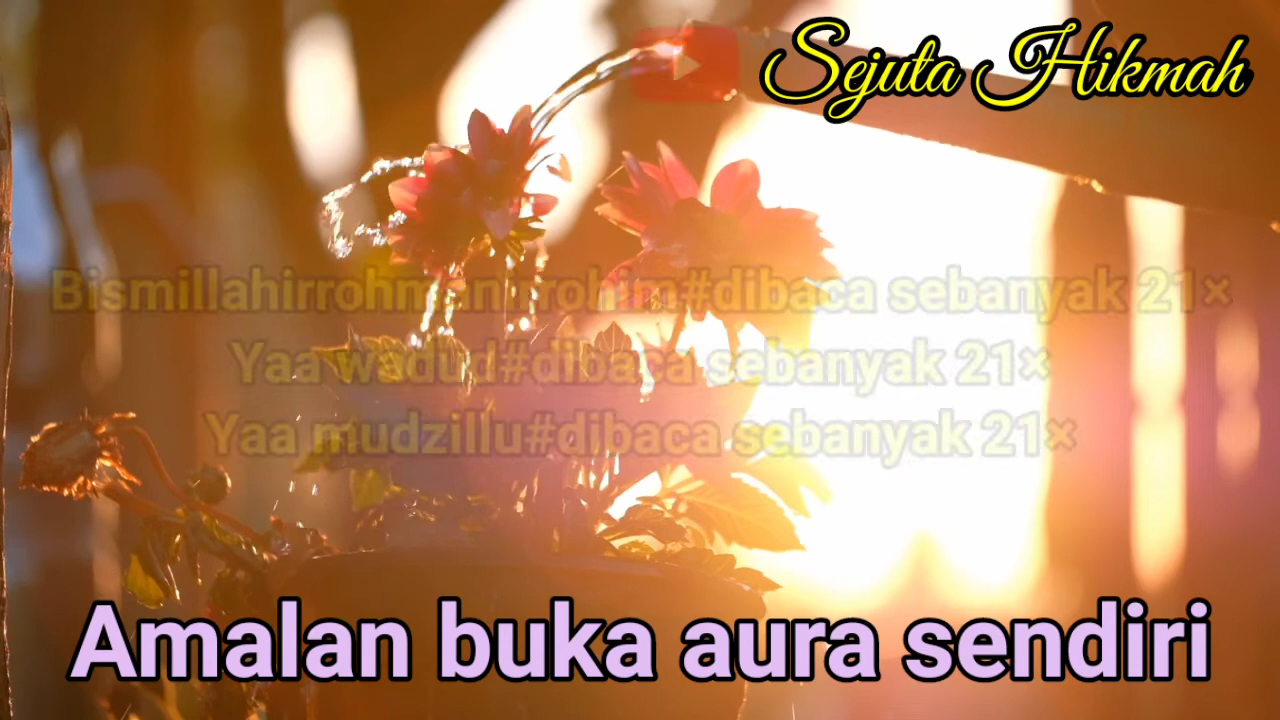 Sejuta Hikmah
Bismillahirrohmanirrohim#dibaca sebanyak 21×
Yaa wadud#dibaca sebanyak 21×
Yaa mudzillu#dibaca sebanyak 21×
Amalan buka aura sendiri